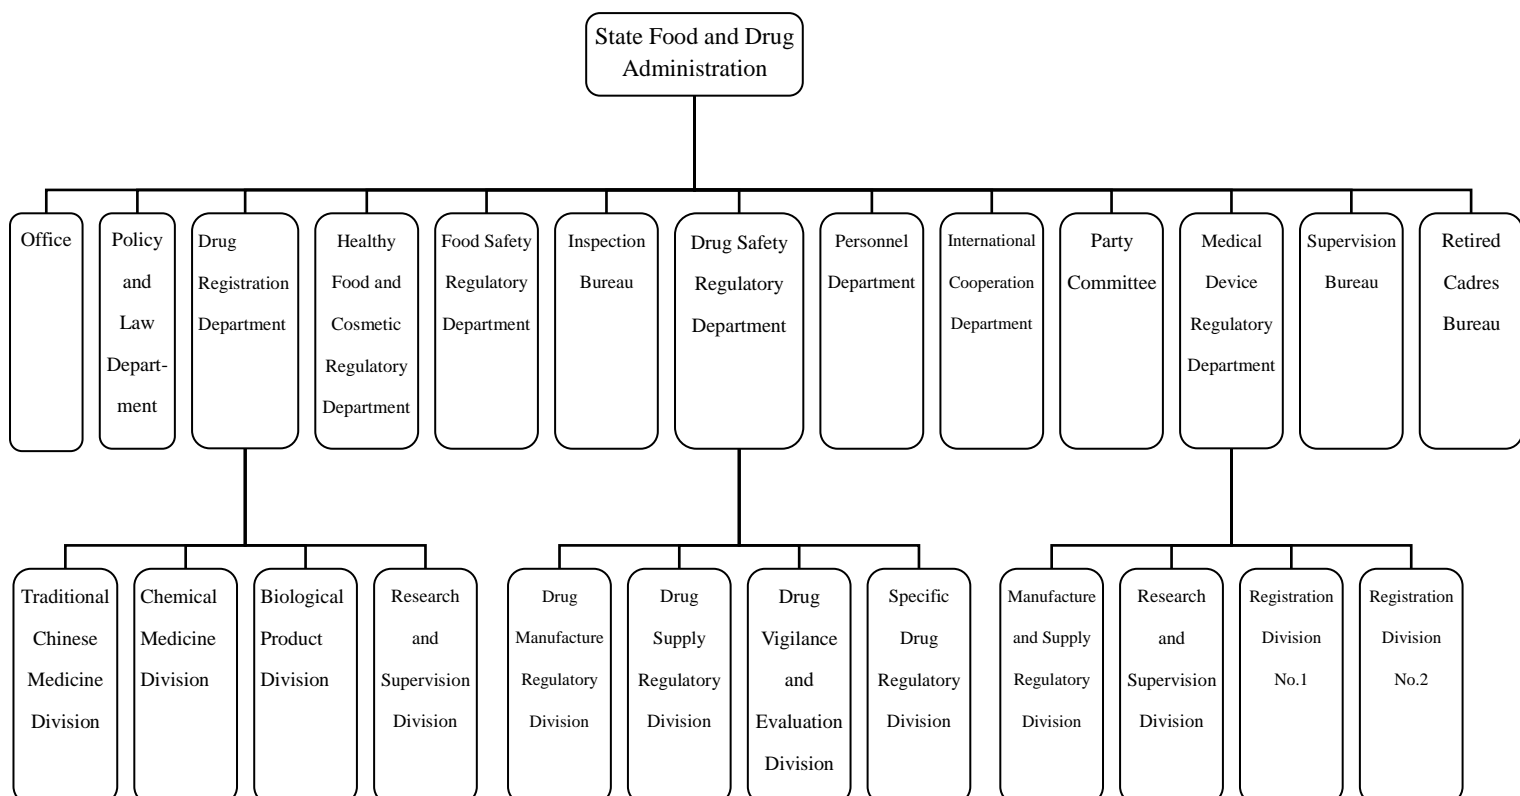 State Food and Drug
Administration
Office
Policy
and
Law
Depart-
ment
Drug
Registration
Department
Healthy
Food and
Cosmetic
Regulatory
Department
Food Safety
Regulatory
Department
Inspection
Bureau
Drug Safety
Regulatory
Department
Personnel
Department
International
Cooperation
Department
Party
Committee
Medical
Device
Regulatory
Department
Supervision
Bureau
Retired
Cadres
Bureau
Traditional
Chinese
Medicine
Division
Chemical
Medicine
Division
Biological
Product
Division
Research
and
Supervision
Division
Drug
Manufacture
Regulatory
Division
Drug
Supply
Regulatory
Division
Drug
Vigilance
and
Evaluation
Division
Specific
Drug
Regulatory
Division
Manufacture
and Supply
Regulatory
Division
Research
and
Supervision
Division
Registration
Division
No.1
Registration
Division
No.2